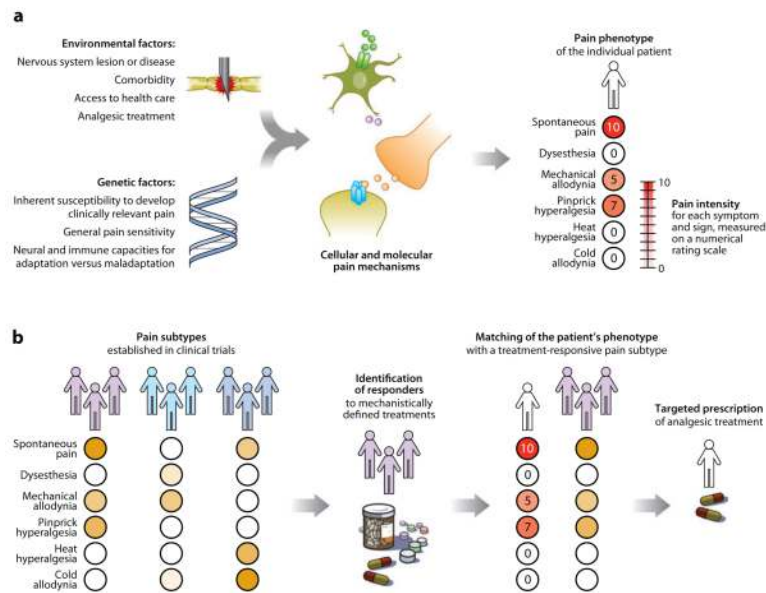 a
Environmental factors:
Nervous system lesion or disease
Comorbidity
Access to health care
Analgesic treatment
Genetic factors:
Inherent susceptibility to develop
clinically relevant pain
General pain sensitivity
Neural and immune capacities for
adaptation versus maladaptation
Cellular and molecular
pain mechanisms
Pain phenotype
of the individual patient
Spontaneous
pain
10
Dysesthesia
0
Mechanical
allodynia
5
Pinprick
hyperalgesia
7
Heat
hyperalgesia
0
Cold
allodynia
0
10
0
Pain intensity
for each symptom
and sign, measured
on a numerical
rating scale
b
Pain subtypes
established in clinical trials
Spontaneous
pain
Dysesthesia
Mechanical
allodynia
Pinprick
hyperalgesia
Heat
hyperalgesia
Cold
allodynia
Identification
of responders
to mechanistically
defined treatments
Matching of the patient's phenotype
with a treatment-responsive pain subtype
10
0
5
7
0
0
Targeted prescription
of analgesic treatment